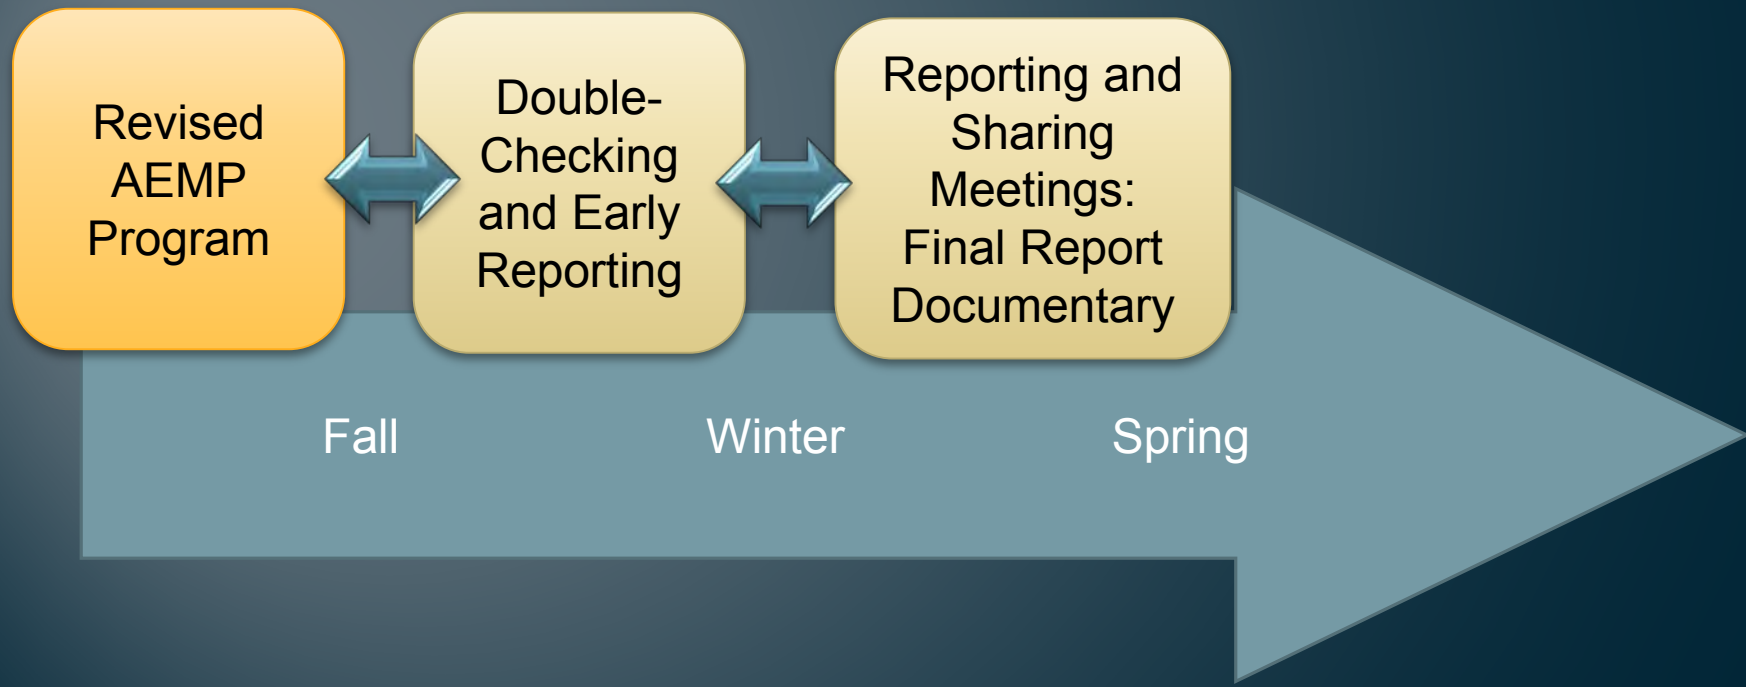 Revised
AEMP
Program
Double-
Checking
and Early
Reporting
Reporting and
Sharing
Meetings:
Final Report
Documentary
Fall
Winter
Spring